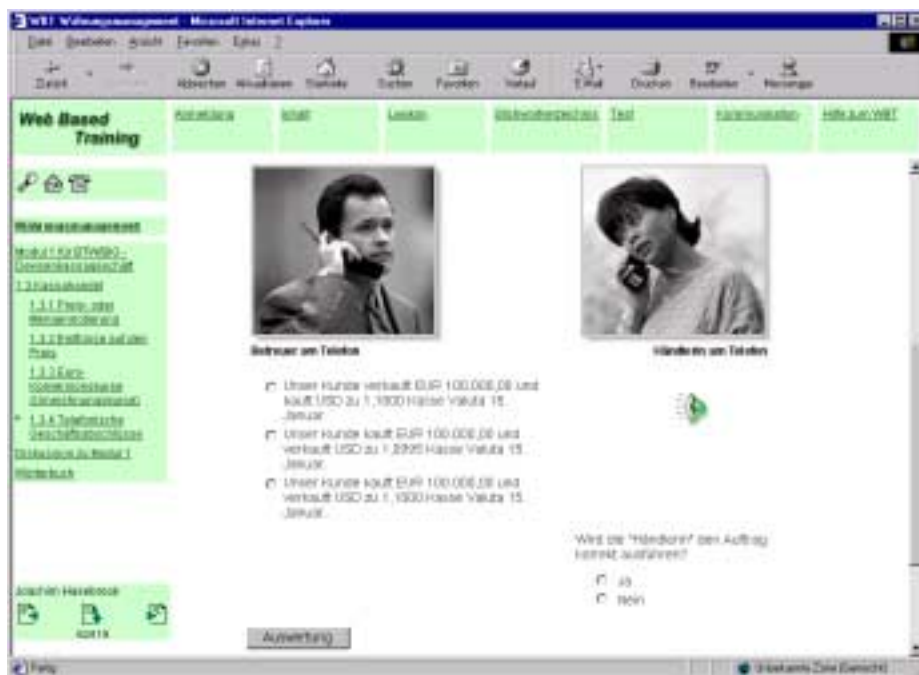 WBT Währungsmanagement - Microsoft Internet Explorer
Datei Bearbeiten Ansicht Favoriten Extras ?
Zurück Abbrechen Aktualisieren Startseite Suchen Favoriten Verlauf E-Mail Drucken Bearbeiten Messenger
Web Based
Training
Anmeldung Inhalt Lexikon Stichwortverzeichnis Test Kommunikation Hilfe zum WBT
Währungsmanagement
1.3 Kassahandel
1.3.1 Preis- oder
Mengennotierung
1.3.2 Einflüsse auf den
Preis
1.3.3 Euro-
1.3.4 Telefonische
Geschäftsabschlüsse
Diskussion zu Modul 1
Wörterbuch
Betreuer am Telefon
Händlerin am Telefon
Unser Kunde verkauft EUR 100.000,00 und
kauft USD zu 1,1000 Kasse Valuta 15.
Januar.
Unser Kunde kauft EUR 100.000,00 und
verkauft USD zu 1,0995 Kasse Valuta 15.
Januar.
Unser Kunde kauft EUR 100.000,00 und
verkauft USD zu 1,1000 Kasse Valuta 15.
Januar.
Wird die "Händlerin" den Auftrag
korrekt ausführen?
Ja
Nein
Joachim Hasebrook
Auswertung
Fertig
Unbekannte Zone (Gemischt)